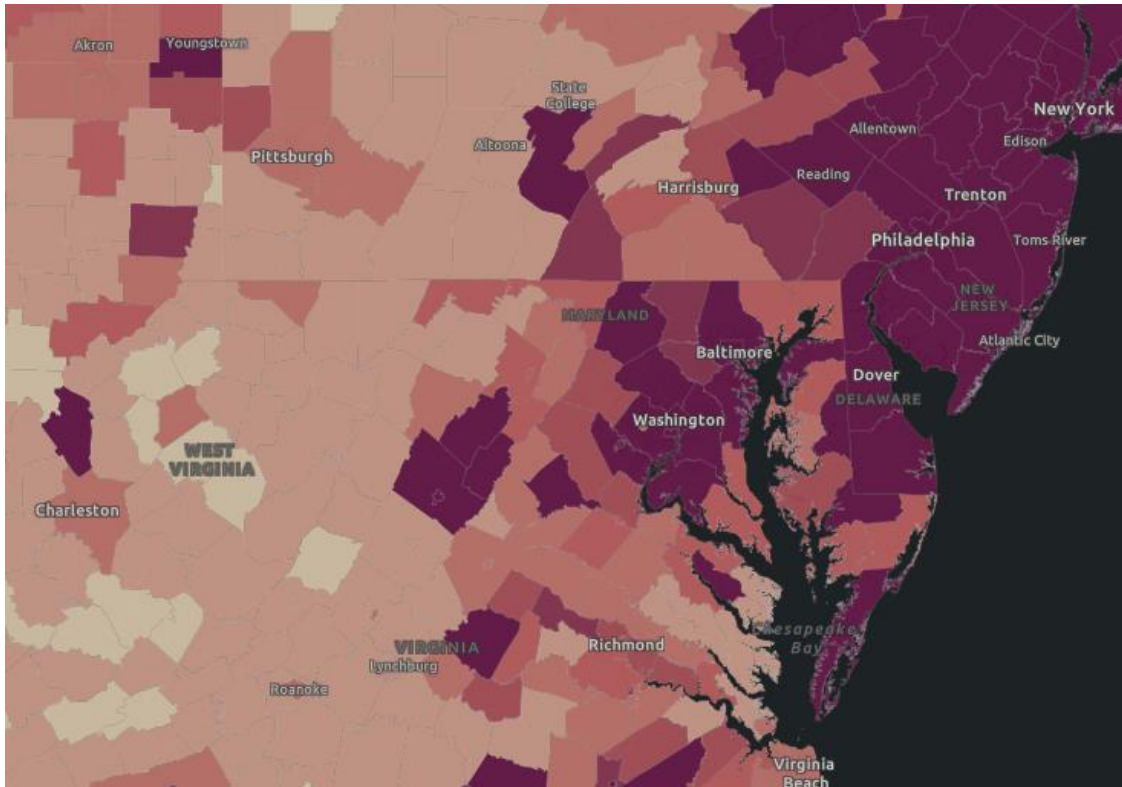 Akron
Youngstown
State
College
New York
Allentown
Edison
Altoona
Pittsburgh
Reading
Harrisburg
Trenton
Philadelphia
Toms River
NEW
JERSEY
MARYLAND
Atlantic City
Baltimore
Dover
DELAWARE
Washington
WEST
VIRGINIA
Charleston
Chesapeake
Bay
VIRGINIA
Richmond
Lynchburg
Roanoke
Virginia
Beach